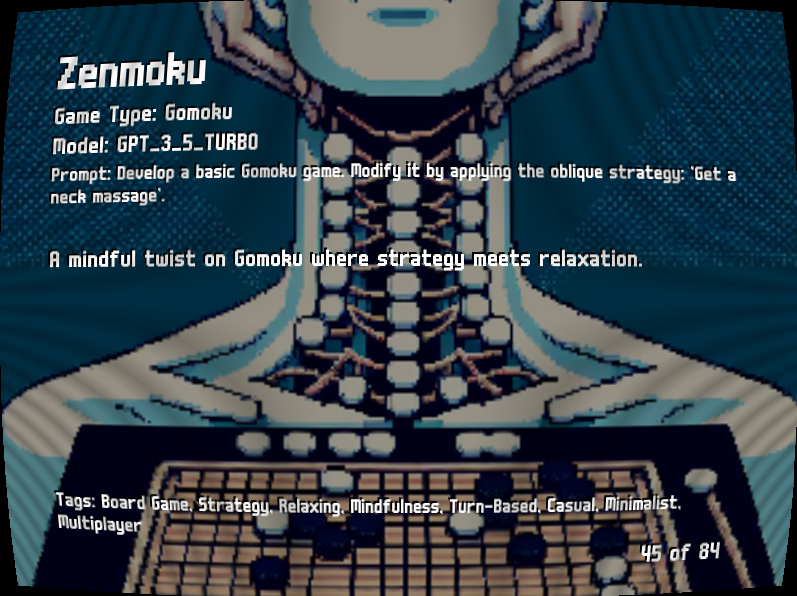 Zenmoku
Game Type: Gomoku
Model: GPT_3_5_TURBO
Prompt: Develop a basic Gomoku game. Modify it by applying the oblique strategy: 'Get a
neck massage'.
A mindful twist on Gomoku where strategy meets relaxation.
Tags: Board Game, Strategy, Relaxing, Mindfulness, Turn-Based, Casual, Minimalist,
Multiplayer
45 of 84